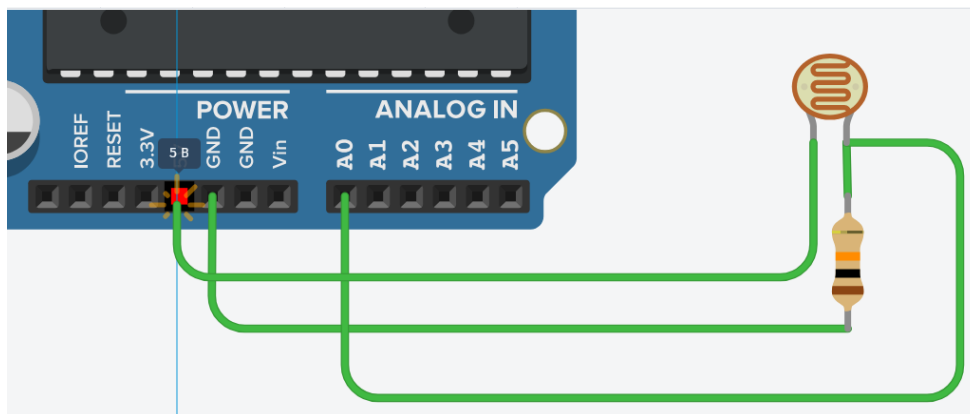 POWER
ANALOG IN
IOREF
RESET
3.3V
5 В
GND
GND
Vin
A0
A1
A2
A3
A4
A5